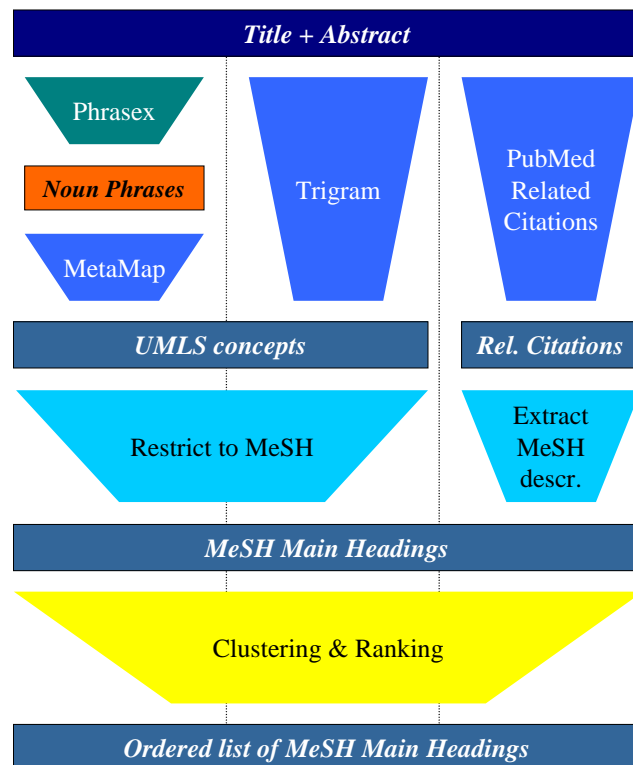 Title + Abstract
Phrasex
Noun Phrases
MetaMap
Trigram
PubMed
Related
Citations
UMLS concepts
Rel. Citations
Restrict to MeSH
Extract
MeSH
descr.
MeSH Main Headings
Clustering & Ranking
Ordered list of MeSH Main Headings